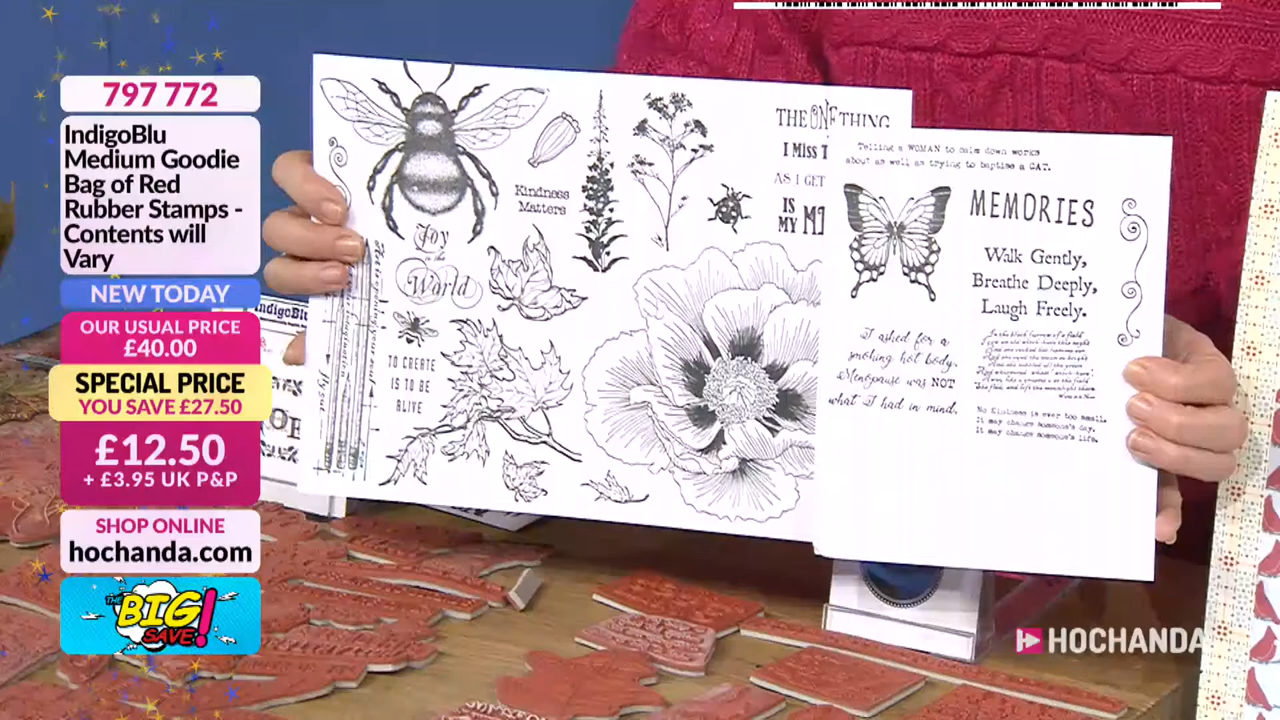 797 772
IndigoBlu
Medium Goodie
Bag of Red
Rubber Stamps -
Contents will
Vary
NEW TODAY
OUR USUAL PRICE
£40.00
SPECIAL PRICE
YOU SAVE £27.50
£12.50
+ £3.95 UK P&P
SHOP ONLINE
hochanda.com
THE
BIG
SAVE!
Kindness
Matters
Joy
in the
World
TO CREATE
IS TO BE
ALIVE
THE ONE THING
I Miss
AS I GET
IS
MY
Telling a WOMAN to calm down works
about as well as trying to baptise a CAT.
MEMORIES
Walk Gently,
Breathe Deeply,
Laugh Freely.
I asked for a
smoking hot body.
Menopause was NOT
what I had in mind.
No Kindness is ever too small.
It may change someone's day,
It may change someone's life.
IndigoBlu
HOCHANDA